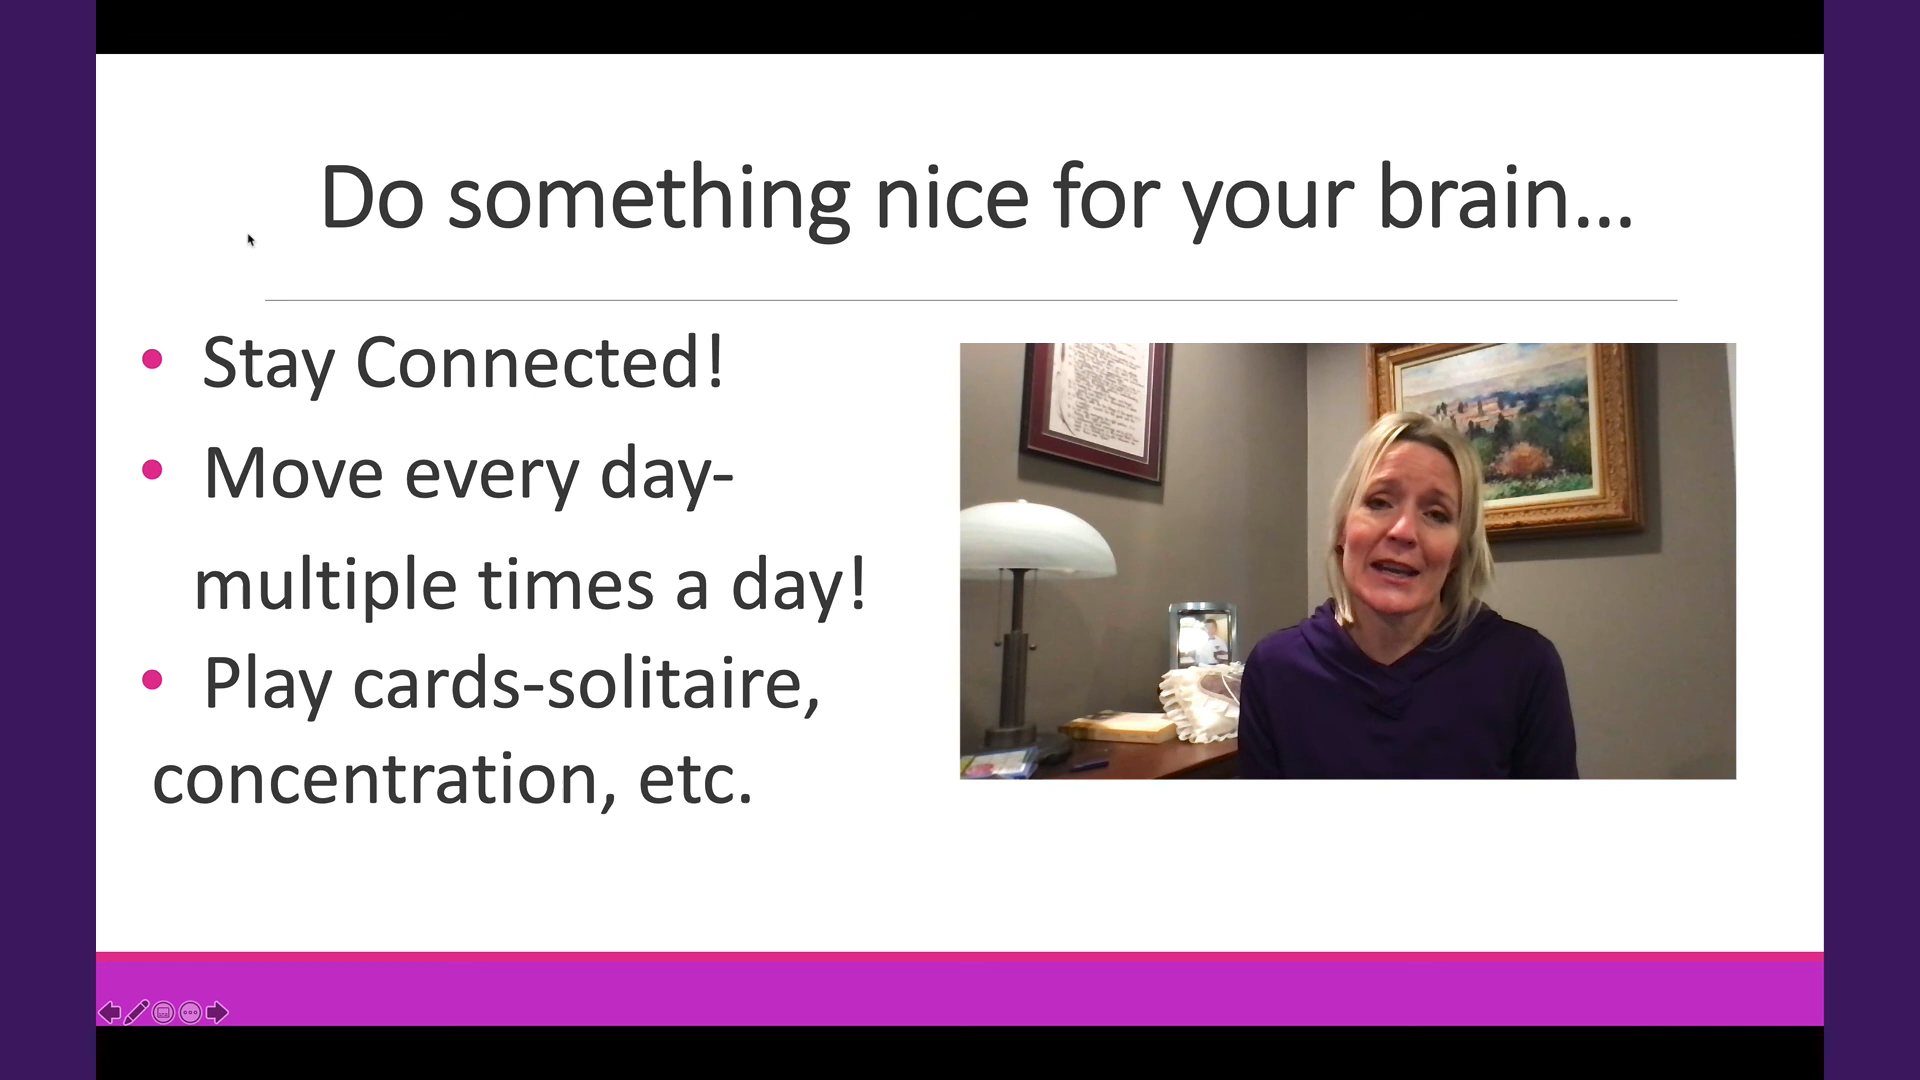 Do something nice for your brain...
• Stay Connected!
• Move every day-
multiple times a day!
• Play cards-solitaire,
concentration, etc.